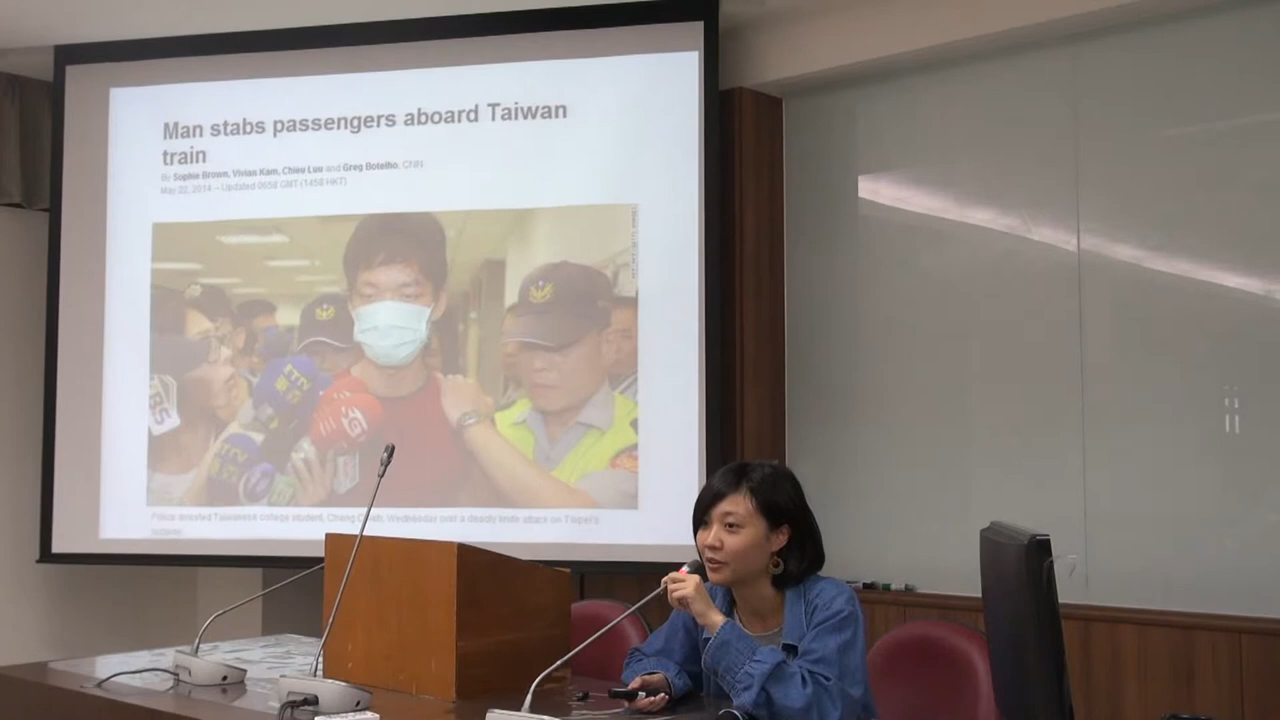 Man stabs passengers aboard Taiwan
train
By Sophie Brown, Vivian Kam, Chieu Luu and Greg Botelho, CNN
May 22, 2014 -- Updated 0658 GMT (1458 HKT)
ETTV
Police arrested Taiwanese college student, Cheng Chieh, Wednesday over a deadly knife attack on Taipei's